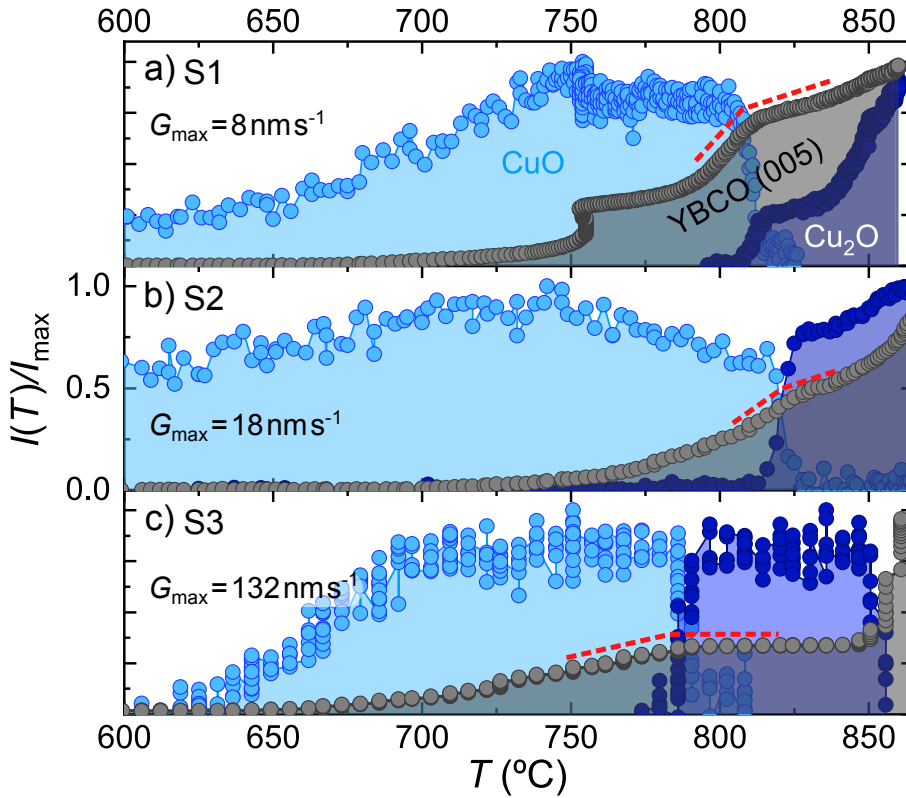 600 650 700 750 800 850
a) S1
G_max = 8 nm s⁻¹
CuO
YBCO (005)
Cu₂O
I(T)/I_max
1.0
0.5
0.0
b) S2
G_max = 18 nm s⁻¹
c) S3
G_max = 132 nm s⁻¹
600 650 700 750 800 850
T (ºC)